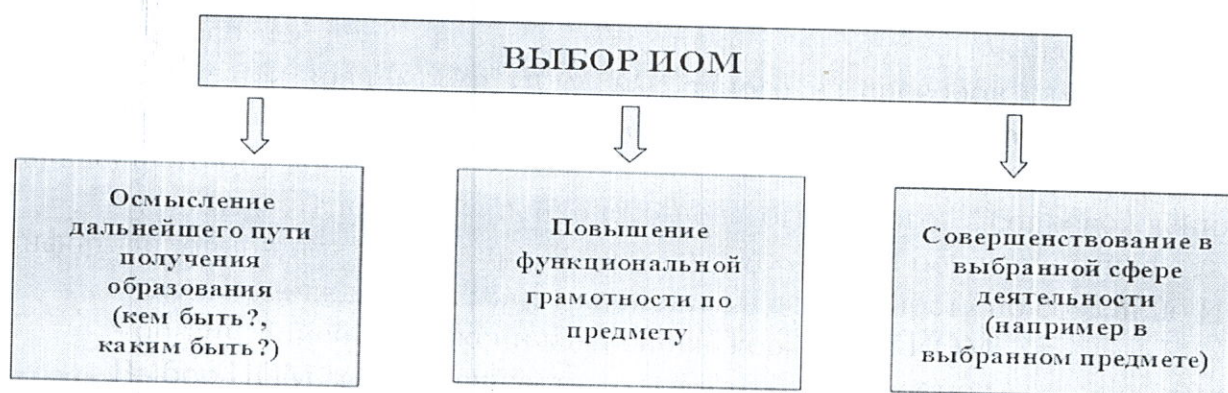 ВЫБОР ИОМ
Осмысление
дальнейшего пути
получения
образования
(кем быть?,
каким быть?)
Повышение
функциональной
грамотности по
предмету
Совершенствование в
выбранной сфере
деятельности
(например в
выбранном предмете)